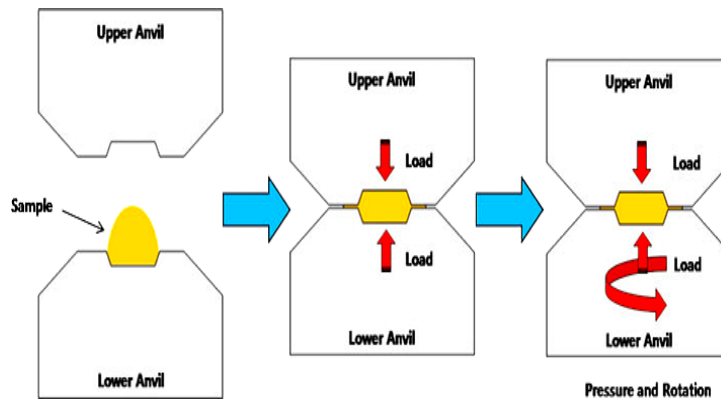 Upper Anvil
Sample
Lower Anvil
Upper Anvil
Load
Load
Lower Anvil
Upper Anvil
Load
Load
Lower Anvil
Pressure and Rotation